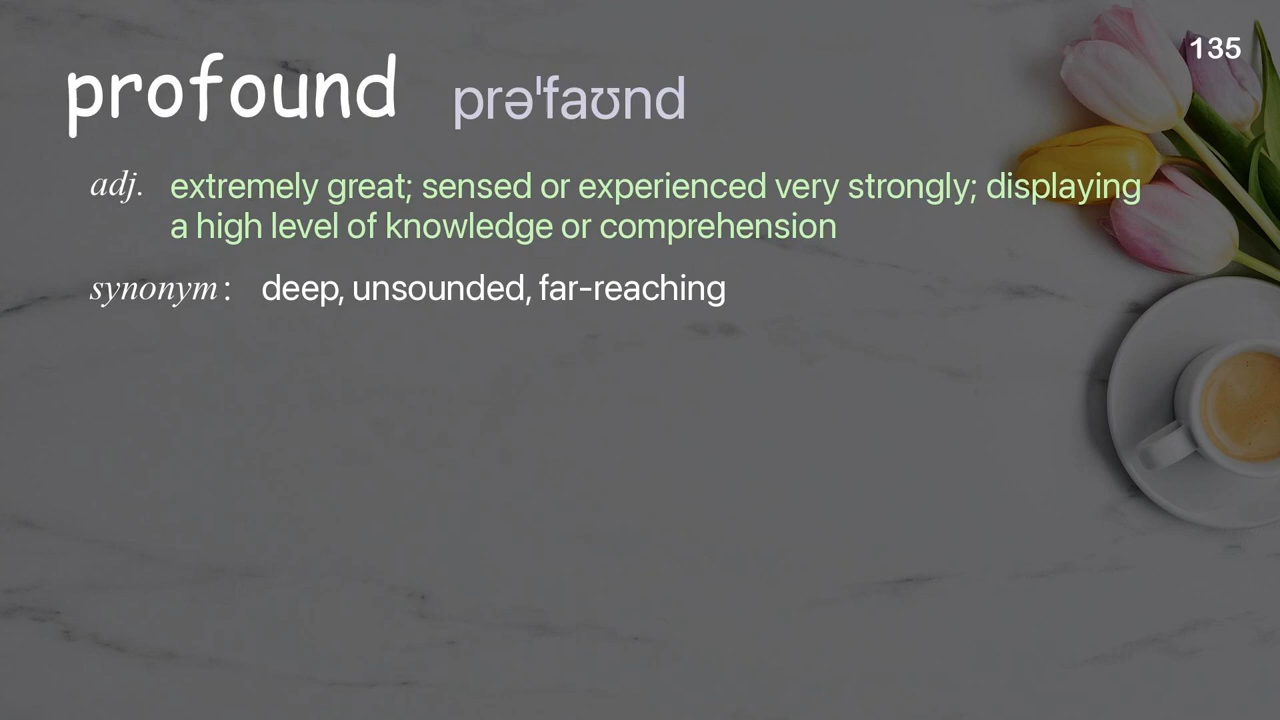 135
profound prəˈfaʊnd
adj. extremely great; sensed or experienced very strongly; displaying
a high level of knowledge or comprehension
synonym: deep, unsounded, far-reaching